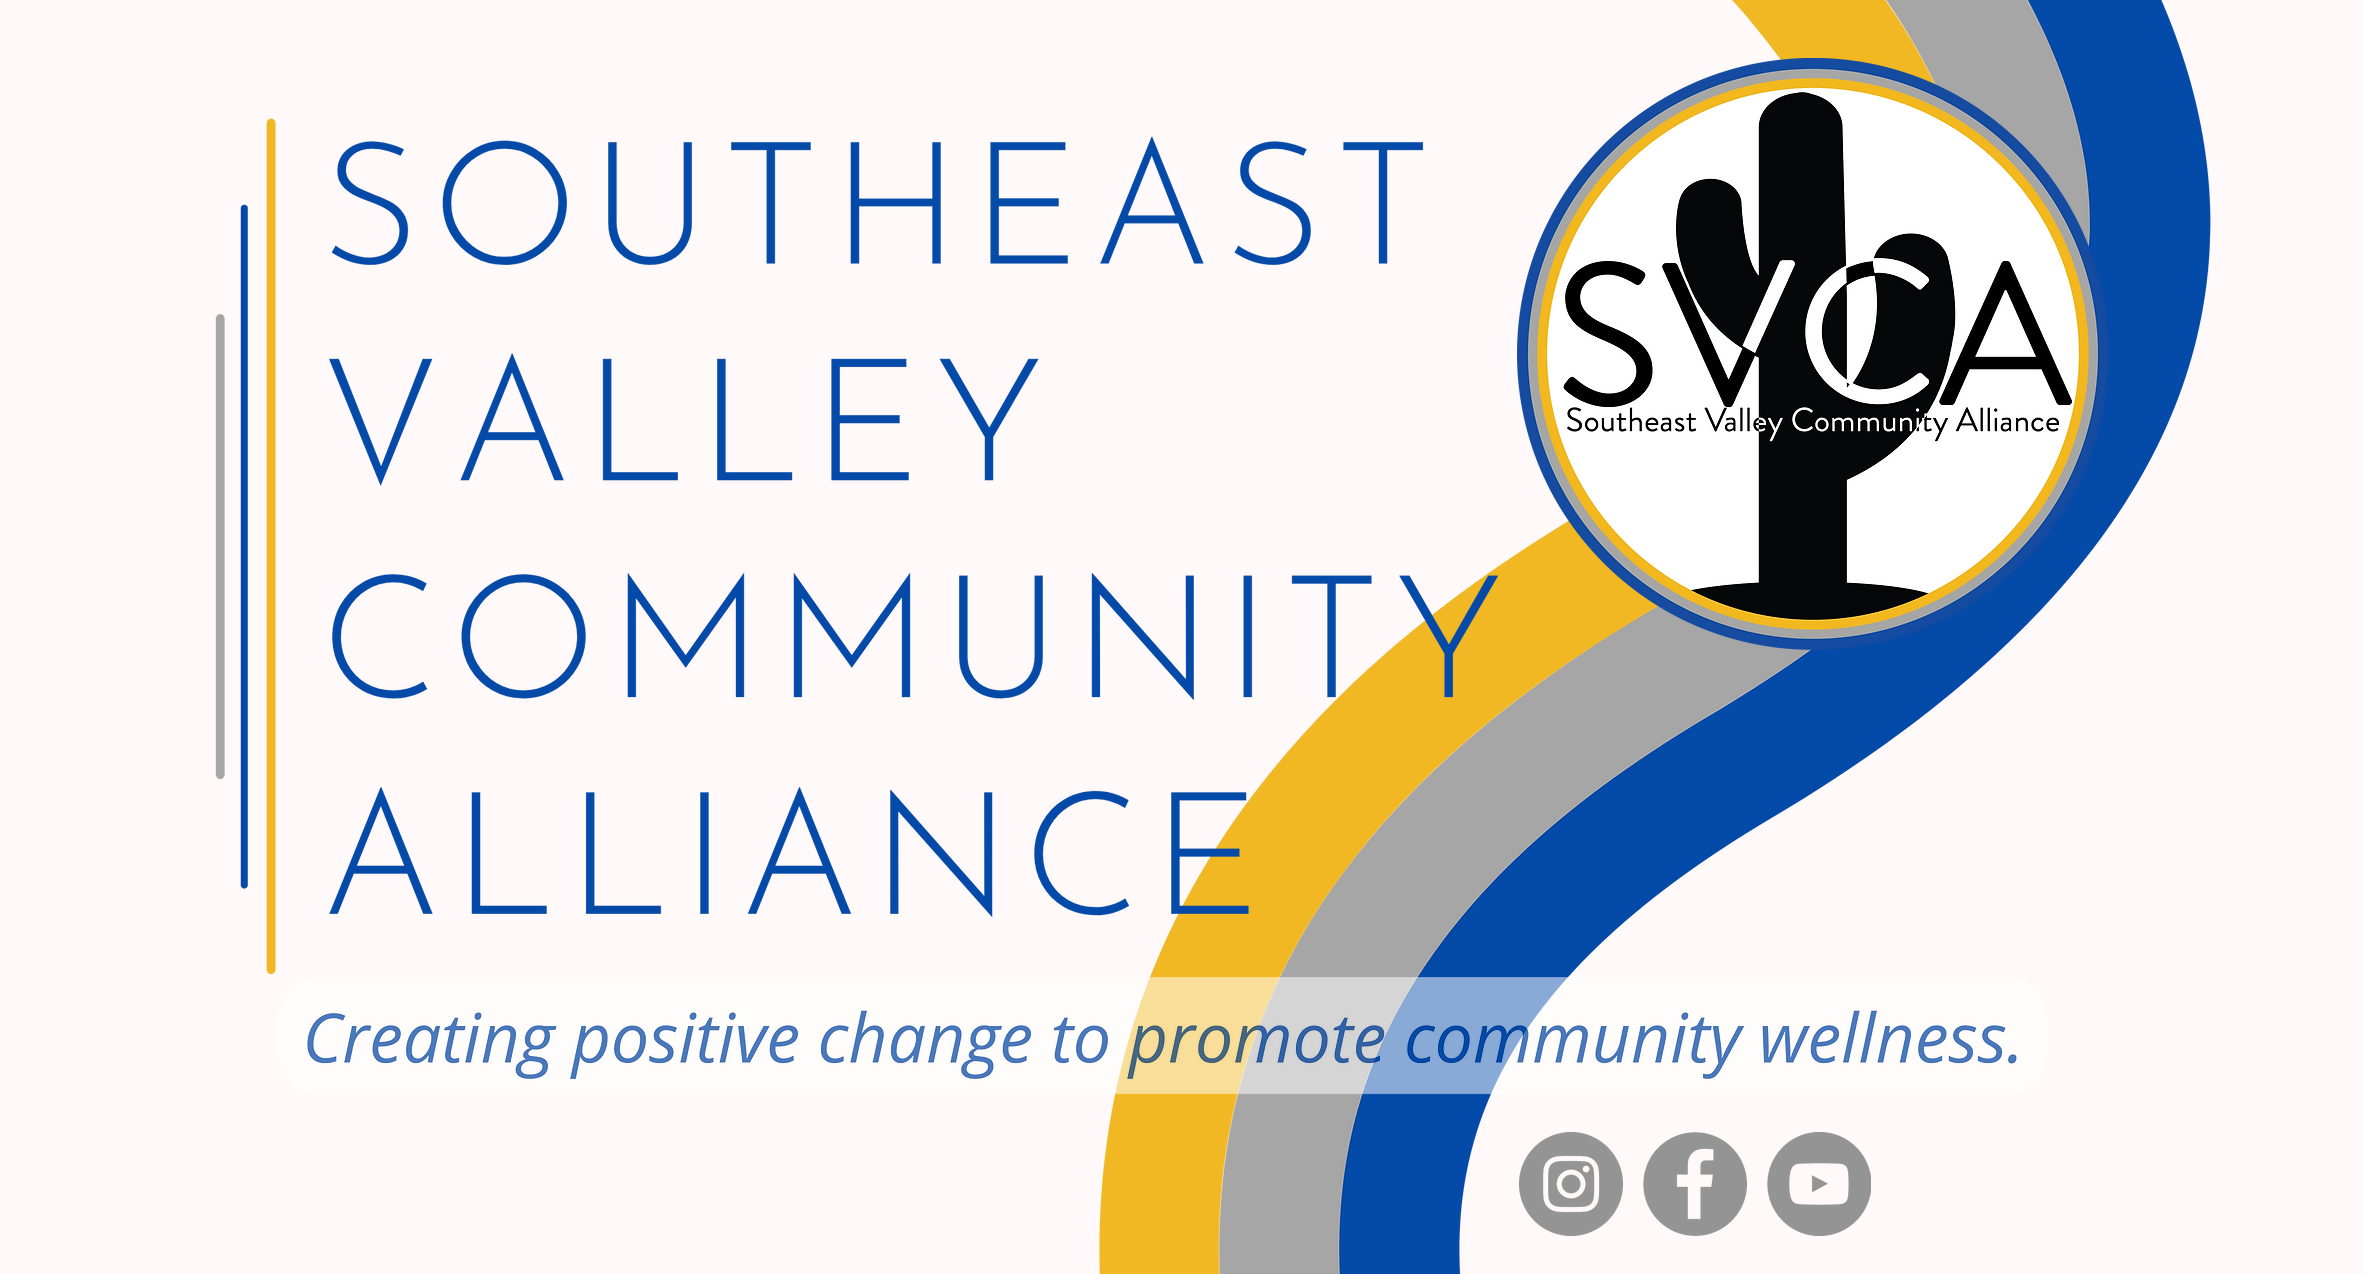 SOUTHEAST
VALLEY
COMMUNITY
ALLIANCE
SVCA
Southeast Valley Community Alliance
Creating positive change to promote community wellness.